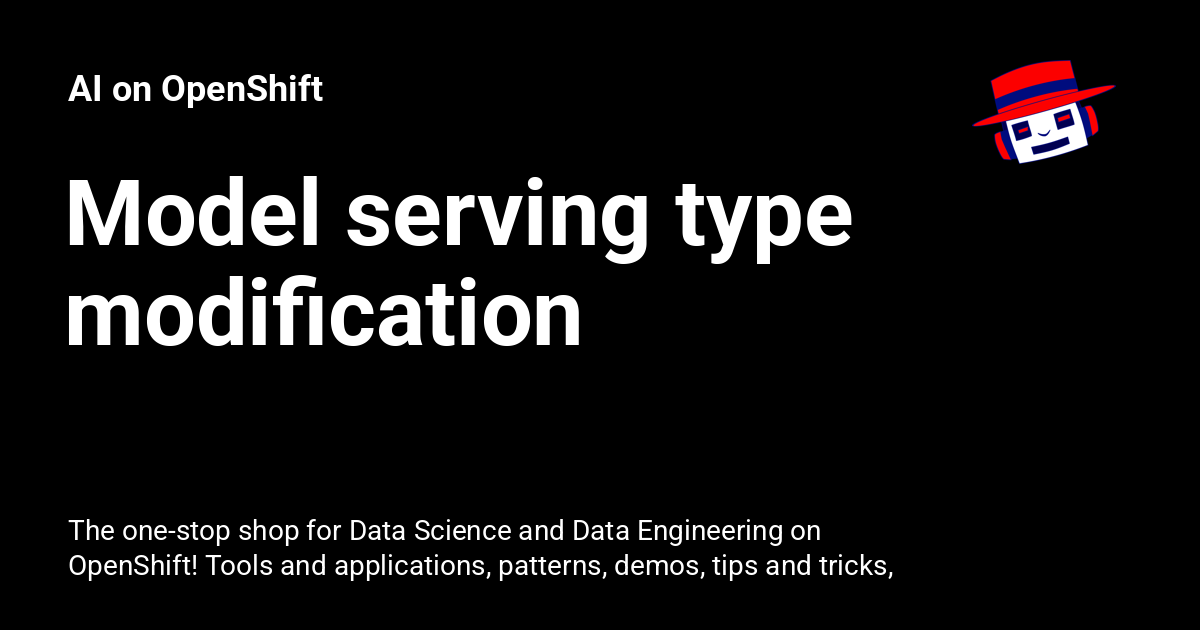 AI on OpenShift
Model serving type
modification
The one-stop shop for Data Science and Data Engineering on
OpenShift! Tools and applications, patterns, demos, tips and tricks,